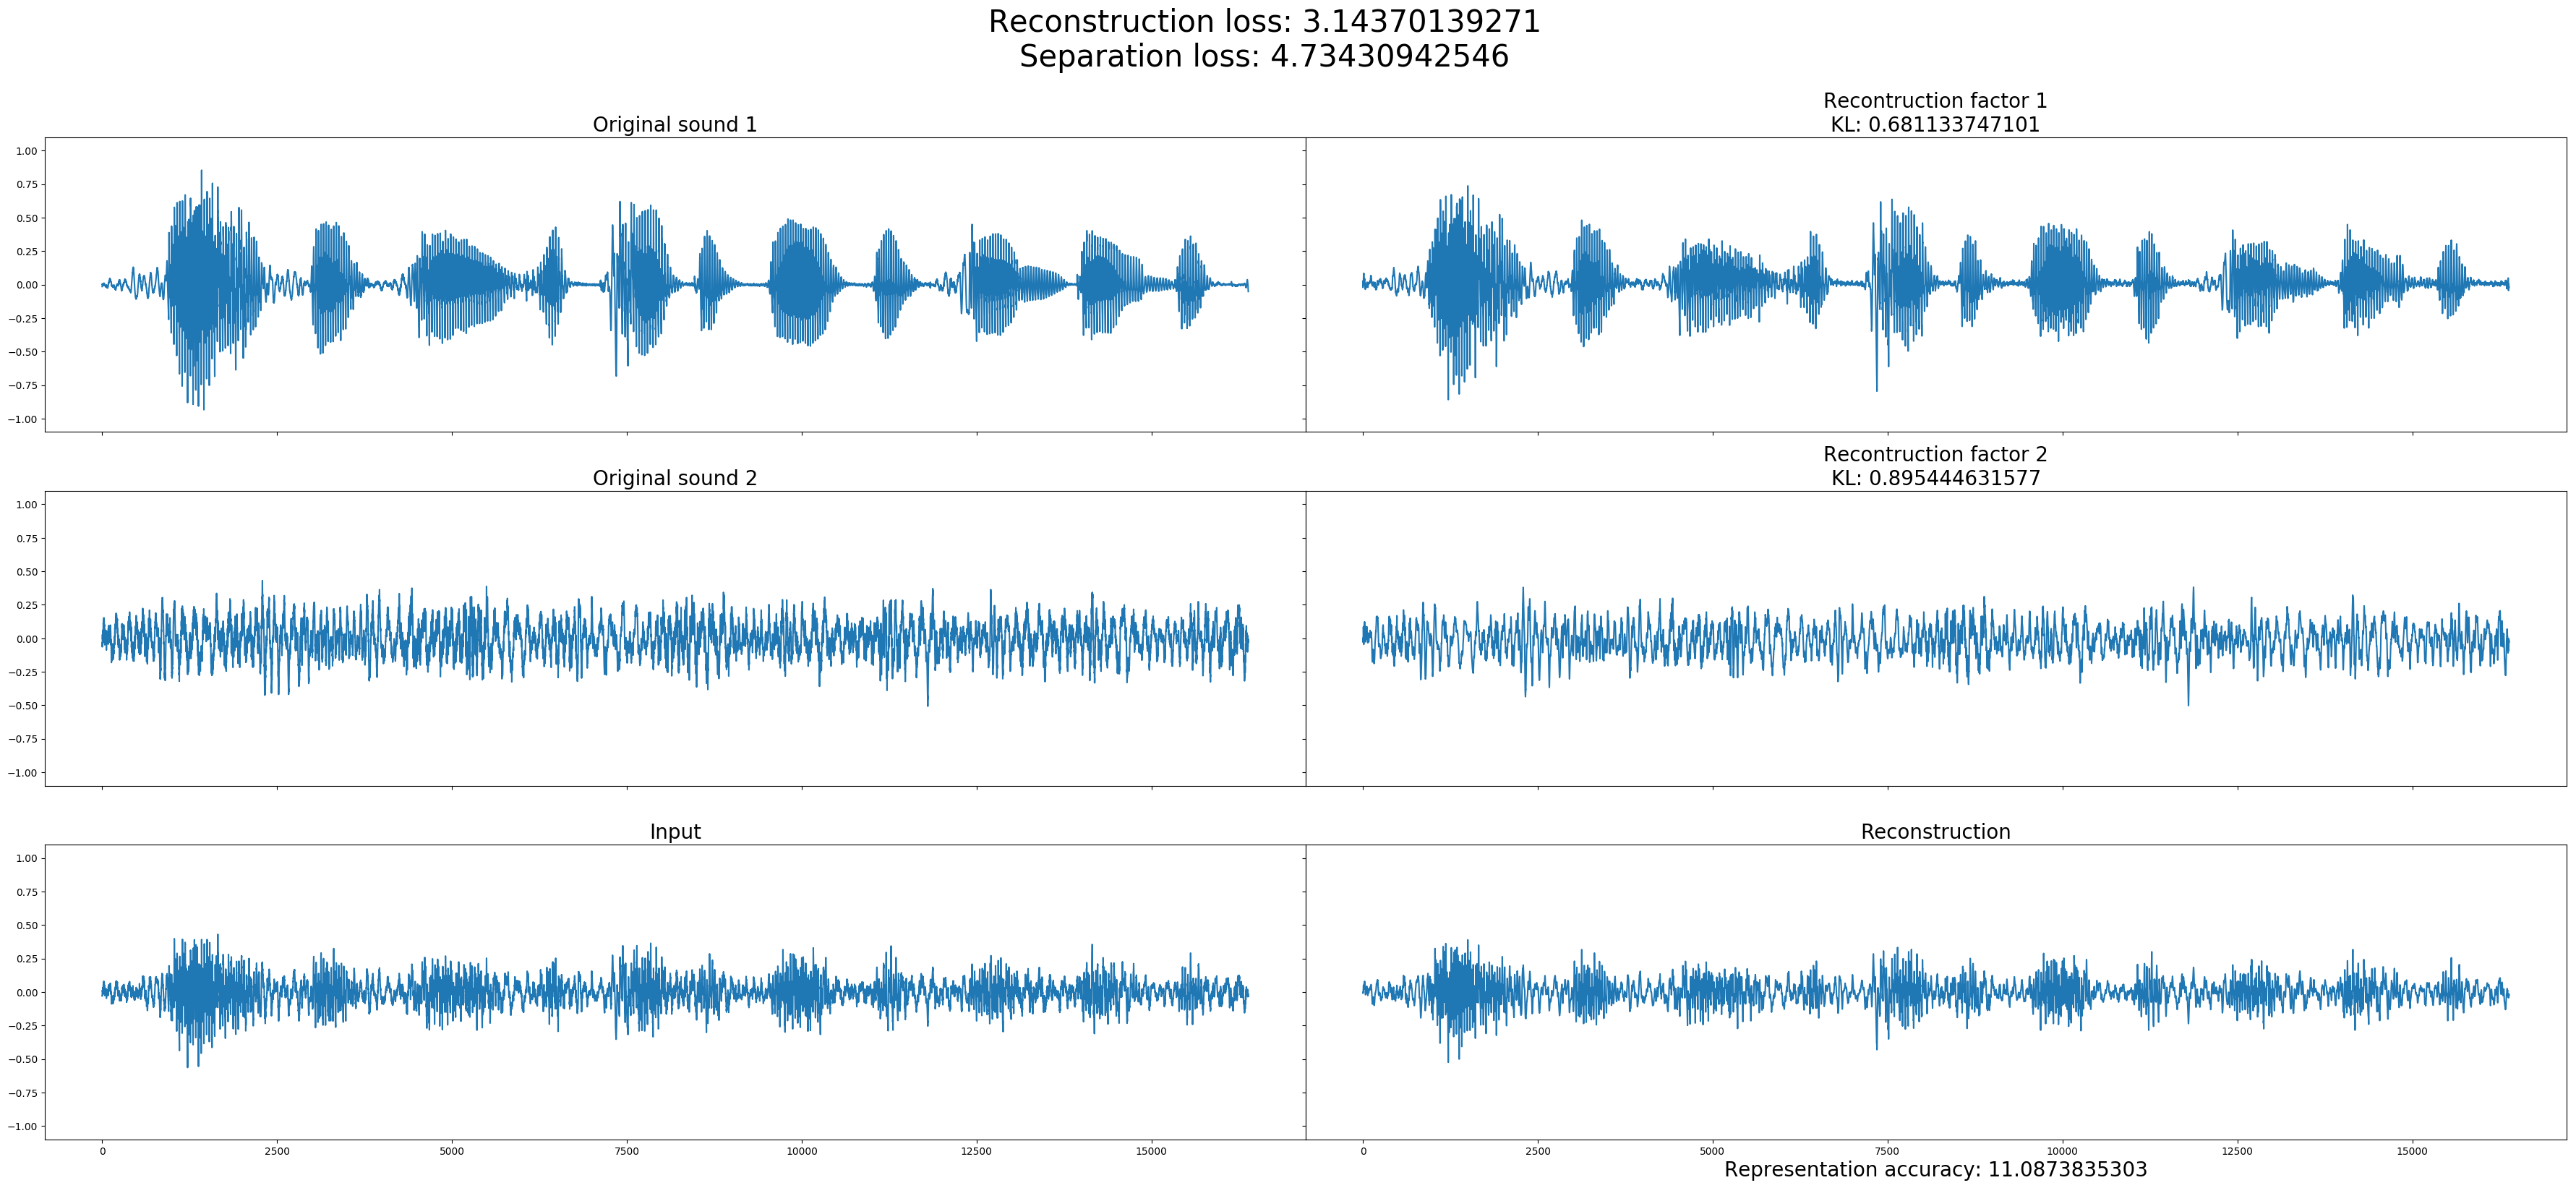 Reconstruction loss: 3.14370139271
Separation loss: 4.73430942546
Original sound 1
Recontruction factor 1
KL: 0.681133747101
1.00
0.75
0.50
0.25
0.00
−0.25
−0.50
−0.75
−1.00
Original sound 2
Recontruction factor 2
KL: 0.895444631577
1.00
0.75
0.50
0.25
0.00
−0.25
−0.50
−0.75
−1.00
Input
Reconstruction
1.00
0.75
0.50
0.25
0.00
−0.25
−0.50
−0.75
−1.00
0 2500 5000 7500 10000 12500 15000
0 2500 5000 7500 10000 12500 15000
Representation accuracy: 11.0873835303